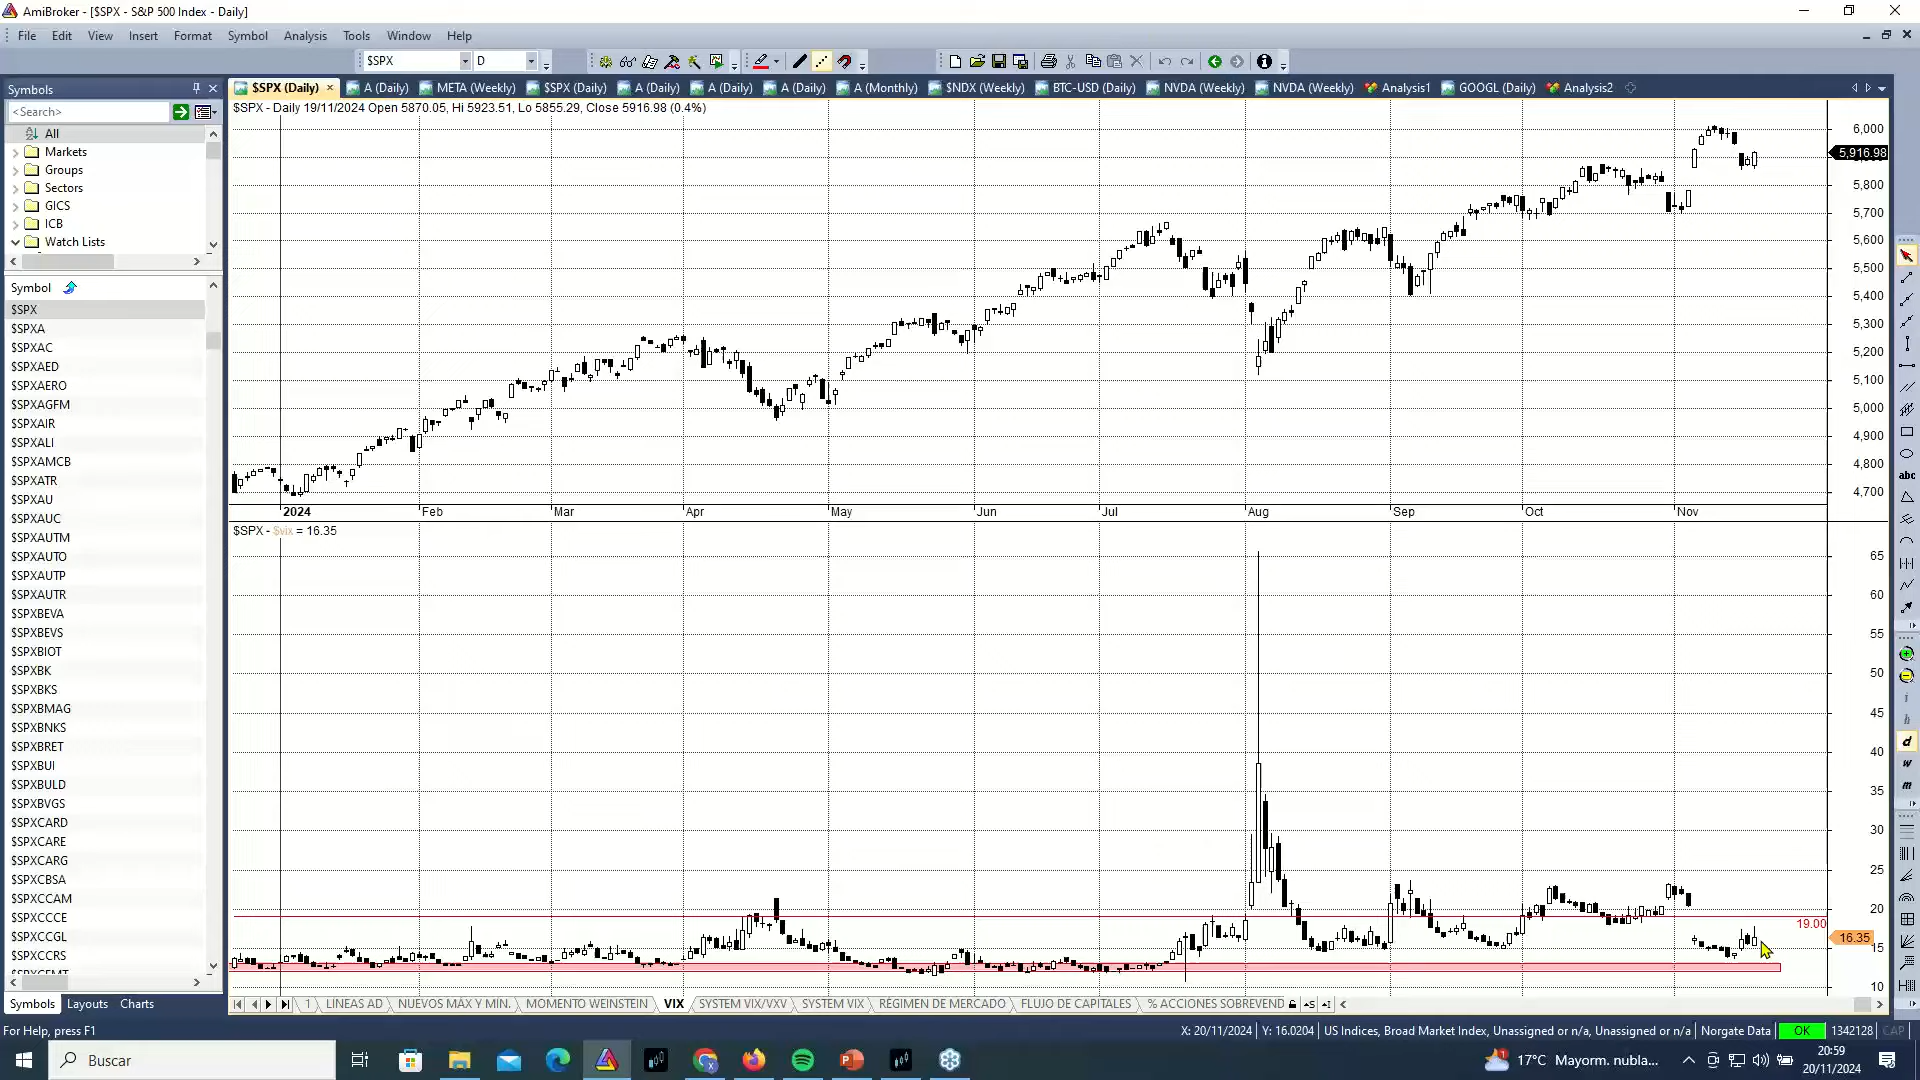 AmiBroker - [$SPX - S&P 500 Index - Daily]
File Edit View Insert Format Symbol Analysis Tools Window Help
$SPX D
Symbols
$SPX (Daily) A (Daily) META (Weekly) $SPX (Daily) A (Daily) A (Daily) A (Daily) A (Monthly) $NDX (Weekly) BTC-USD (Daily) NVDA (Weekly) NVDA (Weekly) Analysis1 GOOGL (Daily) Analysis2
<Search>
$SPX - Daily 19/11/2024 Open 5870.05, Hi 5923.51, Lo 5855.29, Close 5916.98 (0.4%)
All
Markets
Groups
Sectors
GICS
ICB
Watch Lists
Symbol
$SPX
$SPXA
$SPXAC
$SPXAED
$SPXAERO
$SPXAGFM
$SPXAIR
$SPXALI
$SPXAMCB
$SPXATR
$SPXAU
$SPXAUC
$SPXAUTM
$SPXAUTO
$SPXAUTP
$SPXAUTR
$SPXBEVA
$SPXBEVS
$SPXBIOT
$SPXBK
$SPXBKS
$SPXBMAG
$SPXBNKS
$SPXBRET
$SPXBUI
$SPXBULD
$SPXBVGS
$SPXCARD
$SPXCARE
$SPXCARG
$SPXCBSA
$SPXCCAM
$SPXCCCE
$SPXCCGL
$SPXCCRS
6,000
5,916.98
5,800
5,700
5,600
5,500
5,400
5,300
5,200
5,100
5,000
4,900
4,800
4,700
2024 Feb Mar Apr May Jun Jul Aug Sep Oct Nov
$SPX - $vix = 16.35
65
60
55
50
45
40
35
30
25
20
19.00
16.35
15
10
abc
i
h
d
w
m
Symbols Layouts Charts
1 LINEAS AD NUEVOS MÁX Y MIN. MOMENTO WEINSTEIN VIX SYSTEM VIX/VXV SYSTEM VIX RÉGIMEN DE MERCADO FLUJO DE CAPITALES % ACCIONES SOBREVEND
For Help, press F1
X: 20/11/2024 Y: 16.0204 US Indices, Broad Market Index, Unassigned or n/a, Unassigned or n/a Norgate Data OK 1342128 CAP
Buscar
17°C Mayorm. nubla...
20:59
20/11/2024